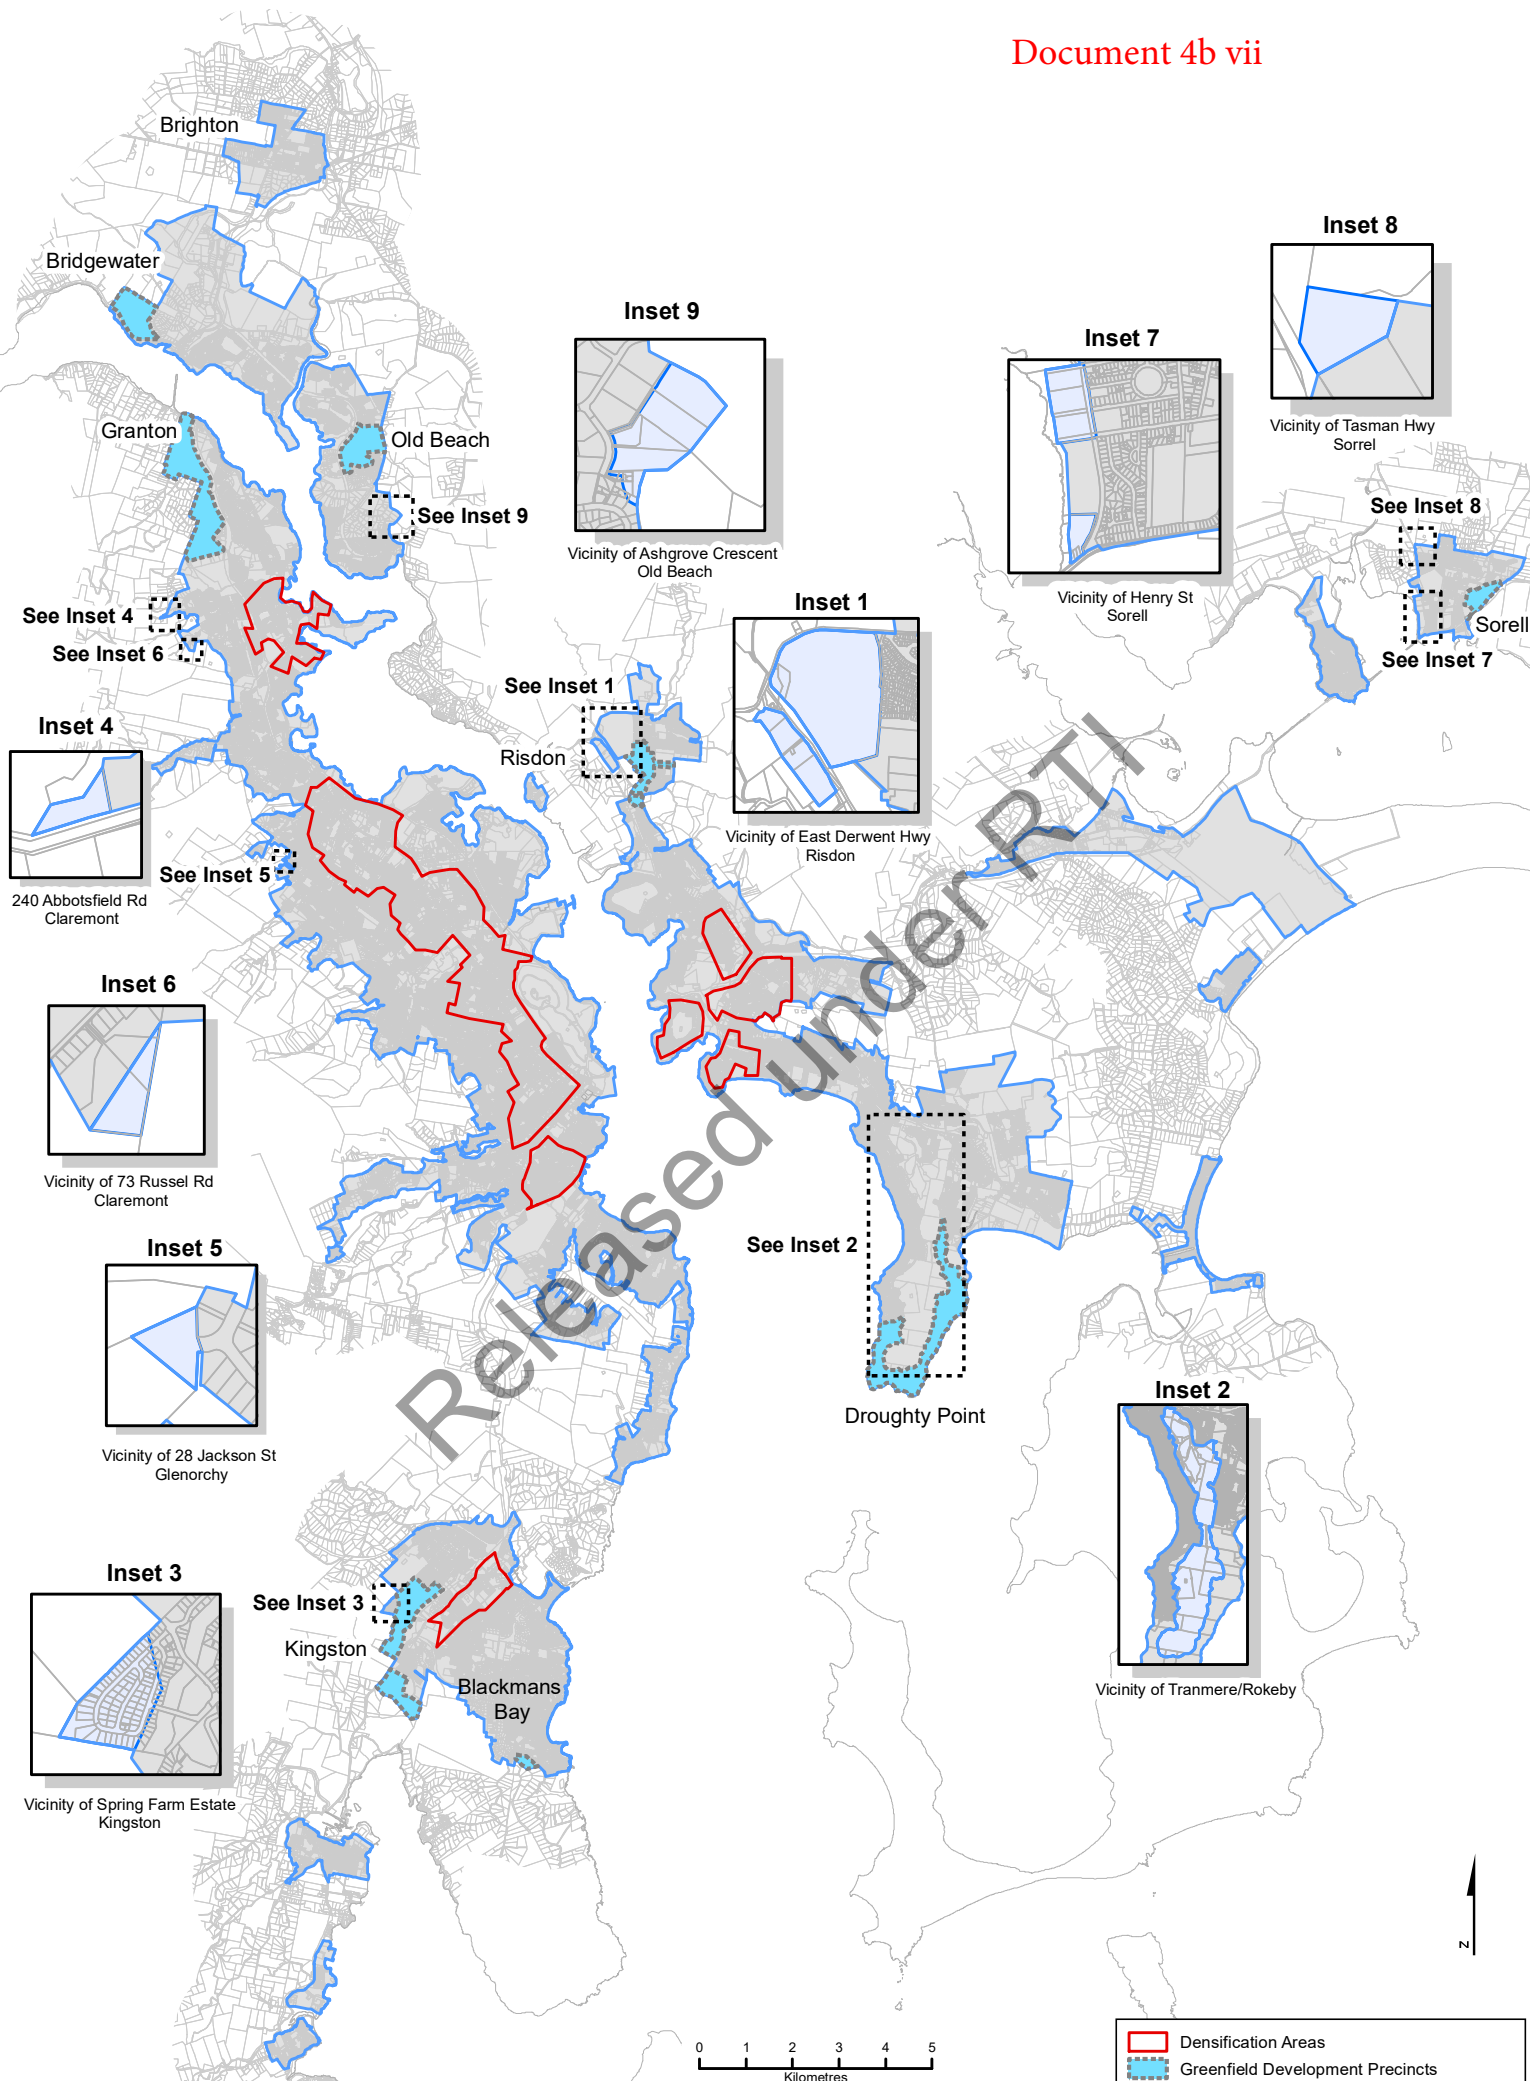 Document 4b vii
Brighton
Bridgewater
Granton
Old Beach
See Inset 9
See Inset 4
See Inset 6
Inset 9
Vicinity of Ashgrove Crescent
Old Beach
Inset 7
Vicinity of Henry St
Sorell
Inset 8
Vicinity of Tasman Hwy
Sorrel
See Inset 8
Sorell
See Inset 7
See Inset 1
Risdon
Inset 1
Vicinity of East Derwent Hwy
Risdon
Inset 4
240 Abbotsfield Rd
Claremont
See Inset 5
Inset 6
Vicinity of 73 Russel Rd
Claremont
Inset 5
Vicinity of 28 Jackson St
Glenorchy
See Inset 2
Droughty Point
Inset 2
Vicinity of Tranmere/Rokeby
Inset 3
Vicinity of Spring Farm Estate
Kingston
See Inset 3
Kingston
Blackmans
Bay
Released under RTI
N
0 1 2 3 4 5
Kilometres
Densification Areas
Greenfield Development Precincts